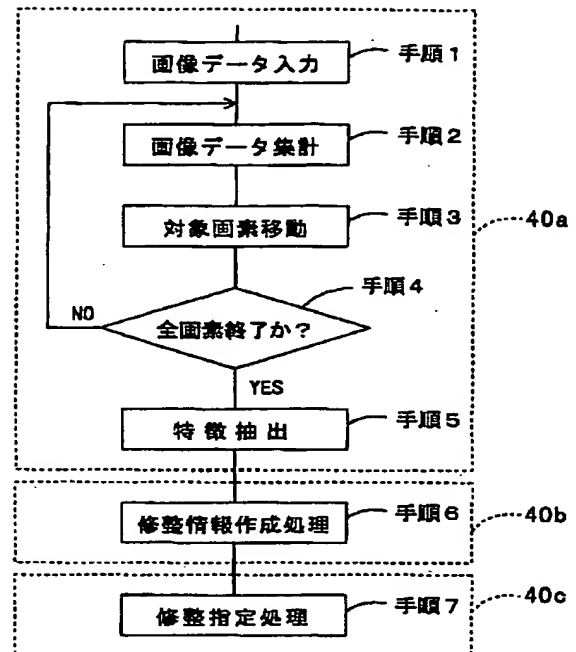 画像データ入力
手順1
画像データ集計
手順2
対象画素移動
手順3
40a
手順4
NO
全画素終了か?
YES
特徴抽出
手順5
修整情報作成処理
手順6
40b
修整指定処理
手順7
40c